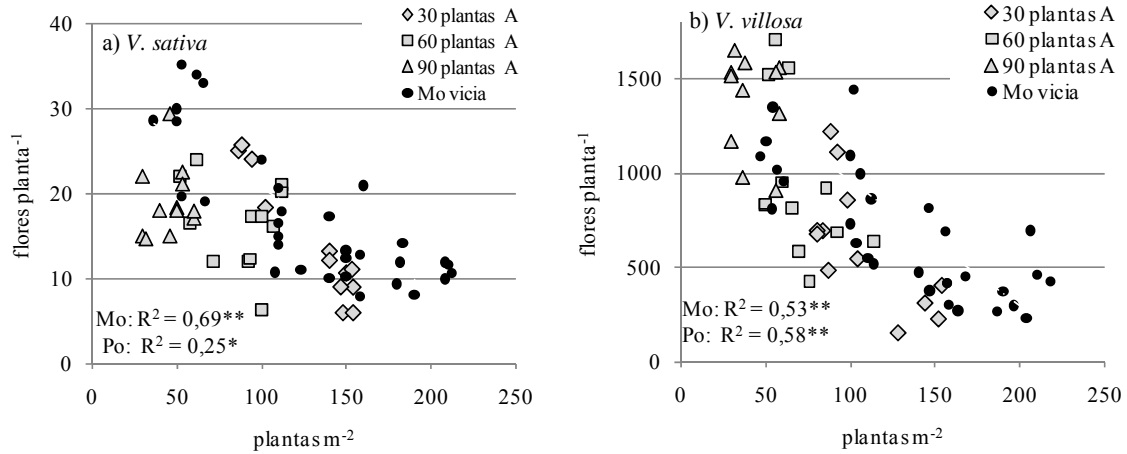 a) V. sativa
30 plantas A
60 plantas A
90 plantas A
Mo vicia
40
30
20
10
0
flores planta⁻¹
Mo: R² = 0,69**
Po: R² = 0,25*
0 50 100 150 200 250
plantas m⁻²
b) V. villosa
30 plantas A
60 plantas A
90 plantas A
Mo vicia
1500
1000
500
0
flores planta⁻¹
Mo: R² = 0,53**
Po: R² = 0,58**
0 50 100 150 200 250
plantas m⁻²